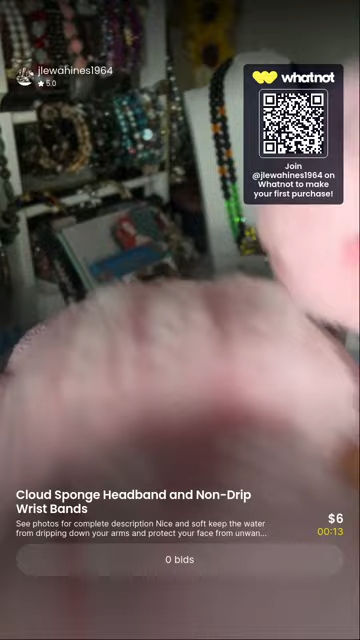 jlewahines1964
★ 5.0
whatnot
Join
@jlewahines1964 on
Whatnot to make
your first purchase!
Cloud Sponge Headband and Non-Drip
Wrist Bands
See photos for complete description Nice and soft keep the water
from dripping down your arms and protect your face from unwan...
$6
00:13
0 bids